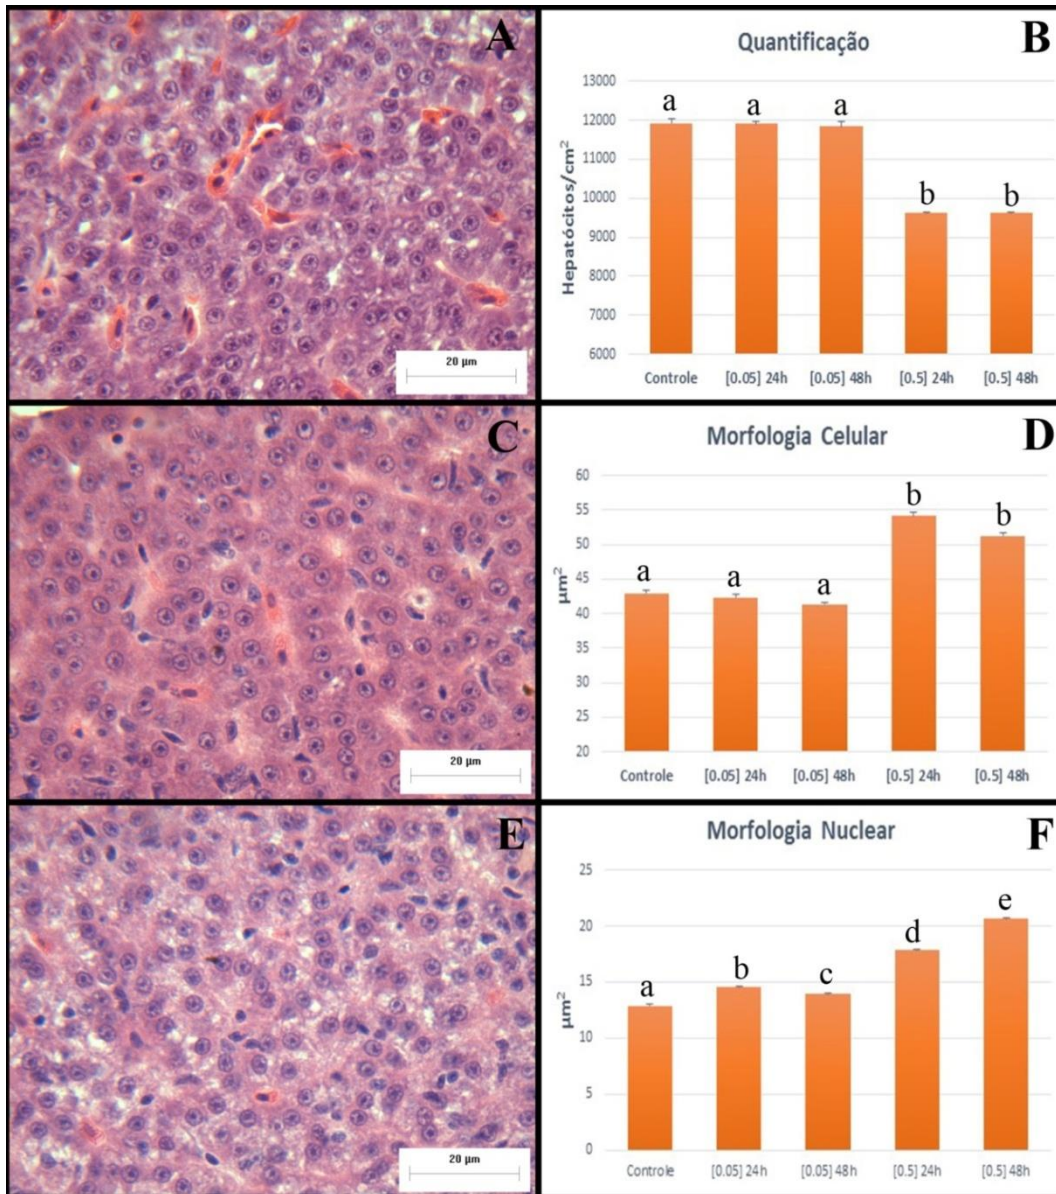 A
20 µm
B
Quantificação
Hepatócitos/cm²
13000
12000
11000
10000
9000
8000
7000
6000
a a a b b
Controle [0.05] 24h [0.05] 48h [0.5] 24h [0.5] 48h
C
20 µm
D
Morfologia Celular
µm²
60
55
50
45
40
35
30
25
20
a a a b b
Controle [0.05] 24h [0.05] 48h [0.5] 24h [0.5] 48h
E
20 µm
F
Morfologia Nuclear
µm²
25
20
15
10
5
0
a b c d e
Controle [0.05] 24h [0.05] 48h [0.5] 24h [0.5] 48h